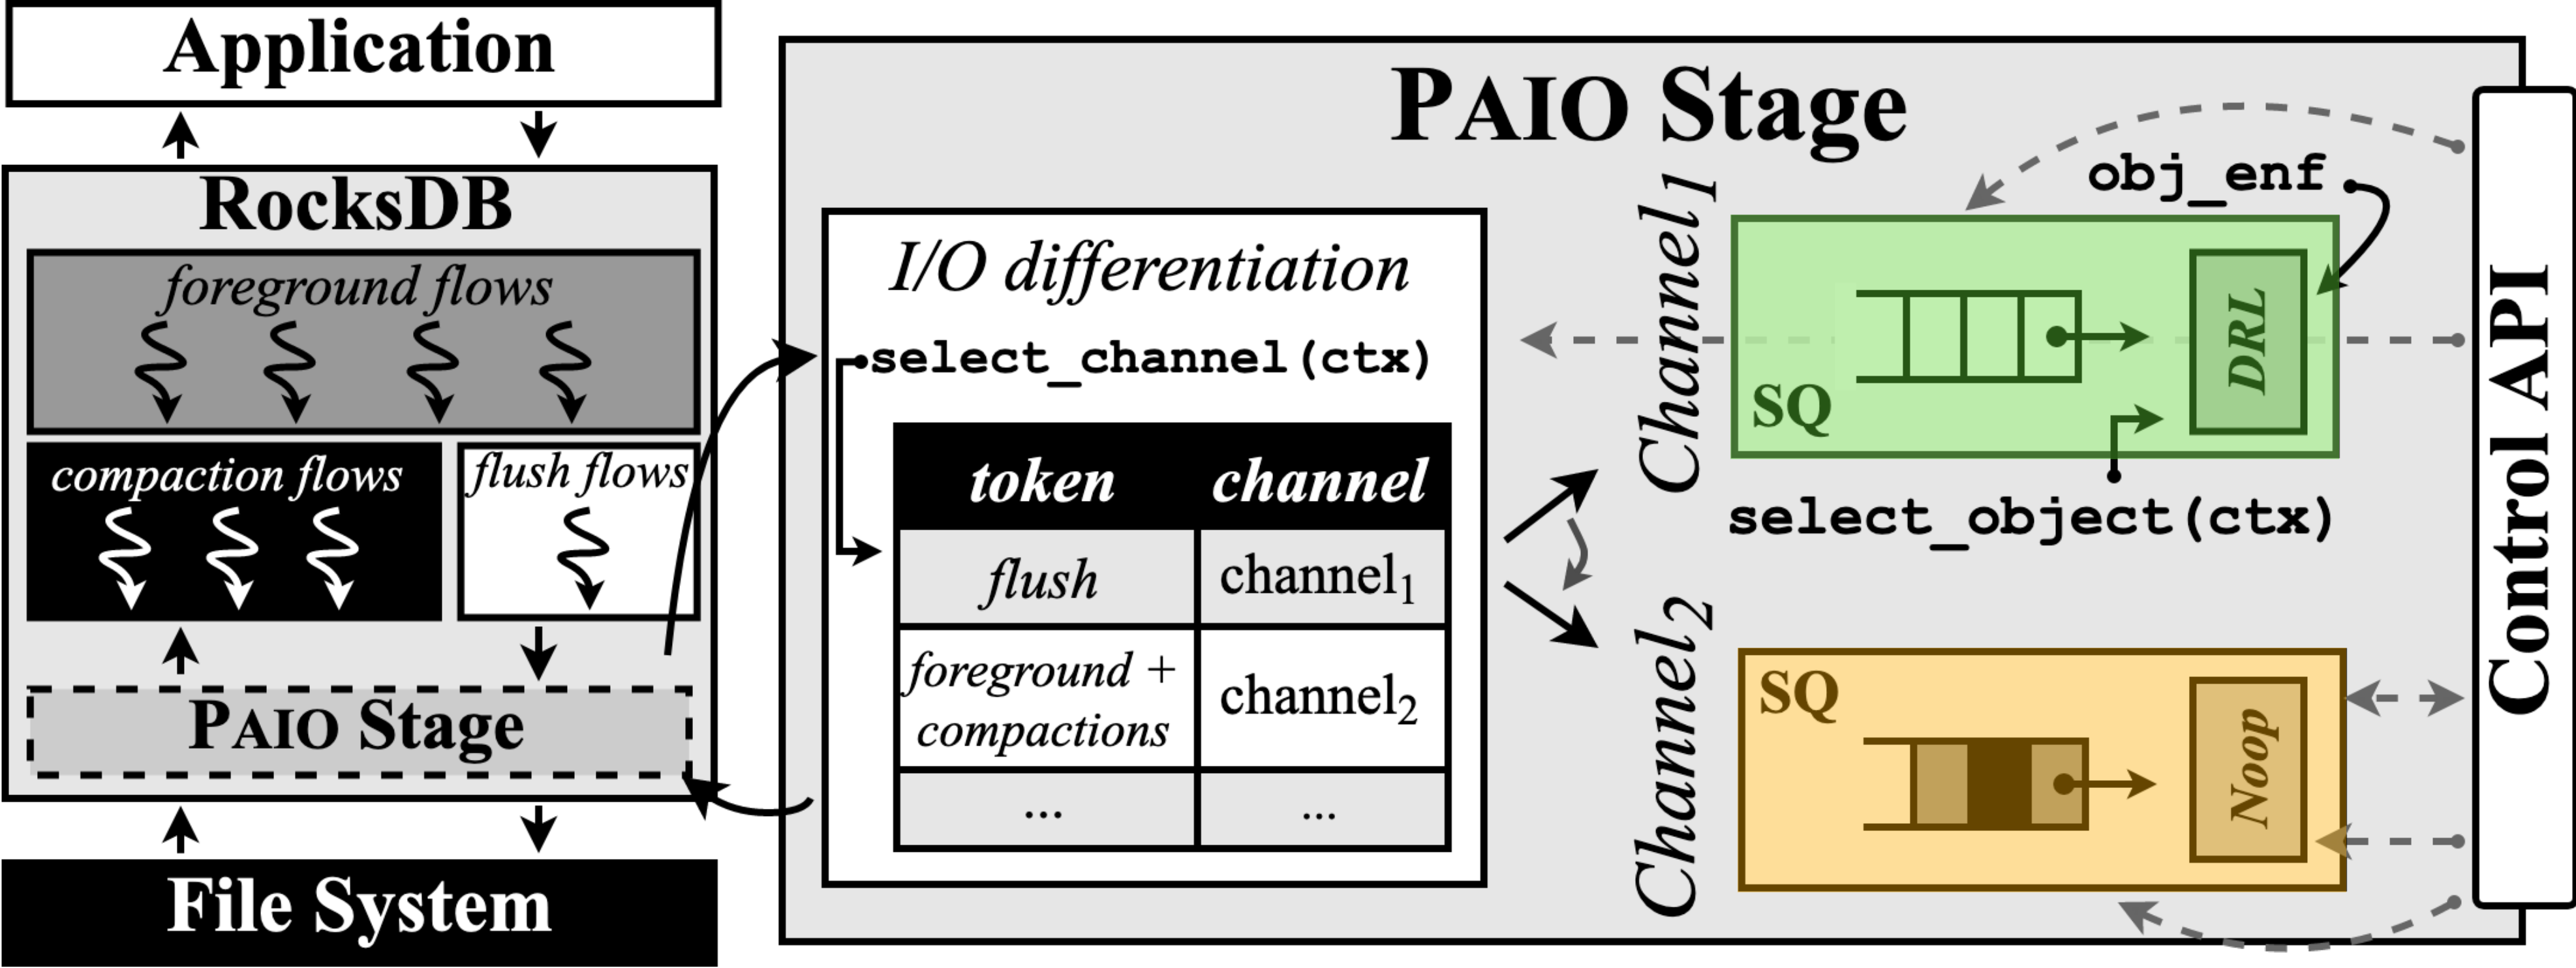 Application
RocksDB
foreground flows
compaction flows
flush flows
PAIO Stage
File System
PAIO Stage
I/O differentiation
select_channel(ctx)
token channel
flush channel1
foreground +
compactions
channel2
... ...
Channel1
obj_enf
SQ
DRL
select_object(ctx)
Channel2
SQ
Noop
Control API